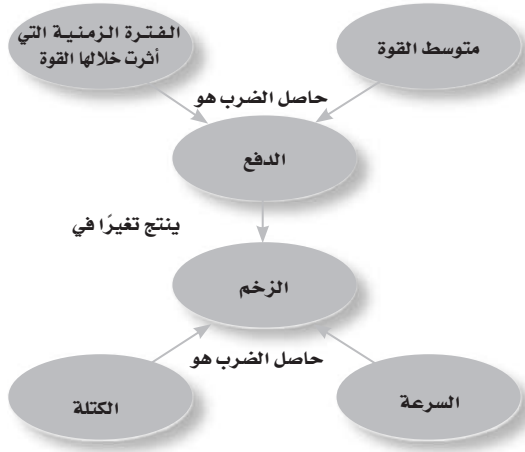 الفترة الزمنية التي
أثرت خلالها القوة
متوسط القوة
حاصل الضرب هو
الدفع
ينتج تغيرًا في
الزخم
حاصل الضرب هو
السرعة
الكتلة